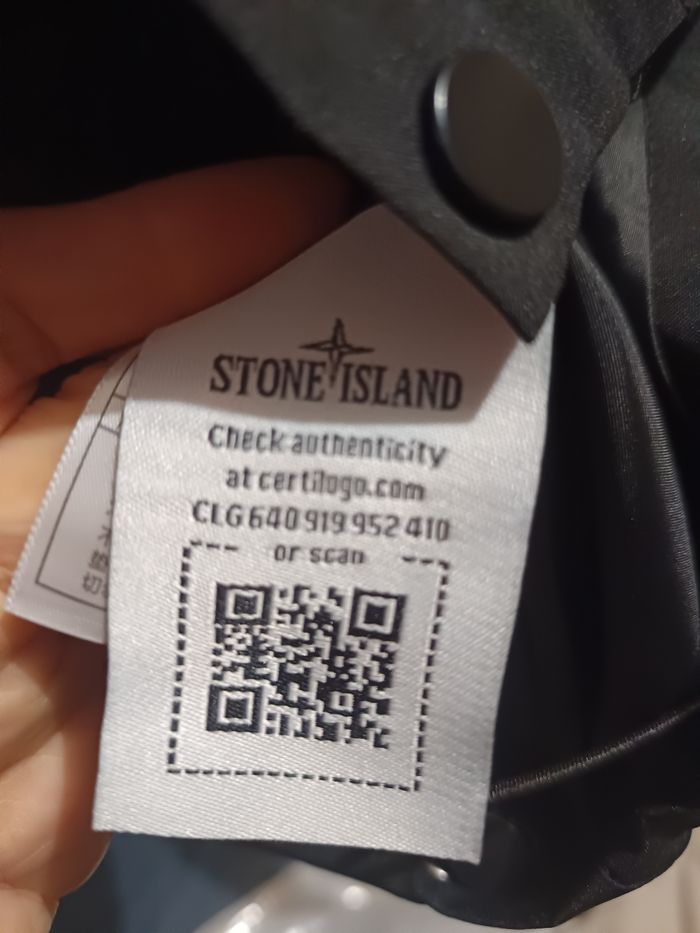 STONE ISLAND
Check authenticity
at certilogo.com
CLG 640 919 952 410
or scan